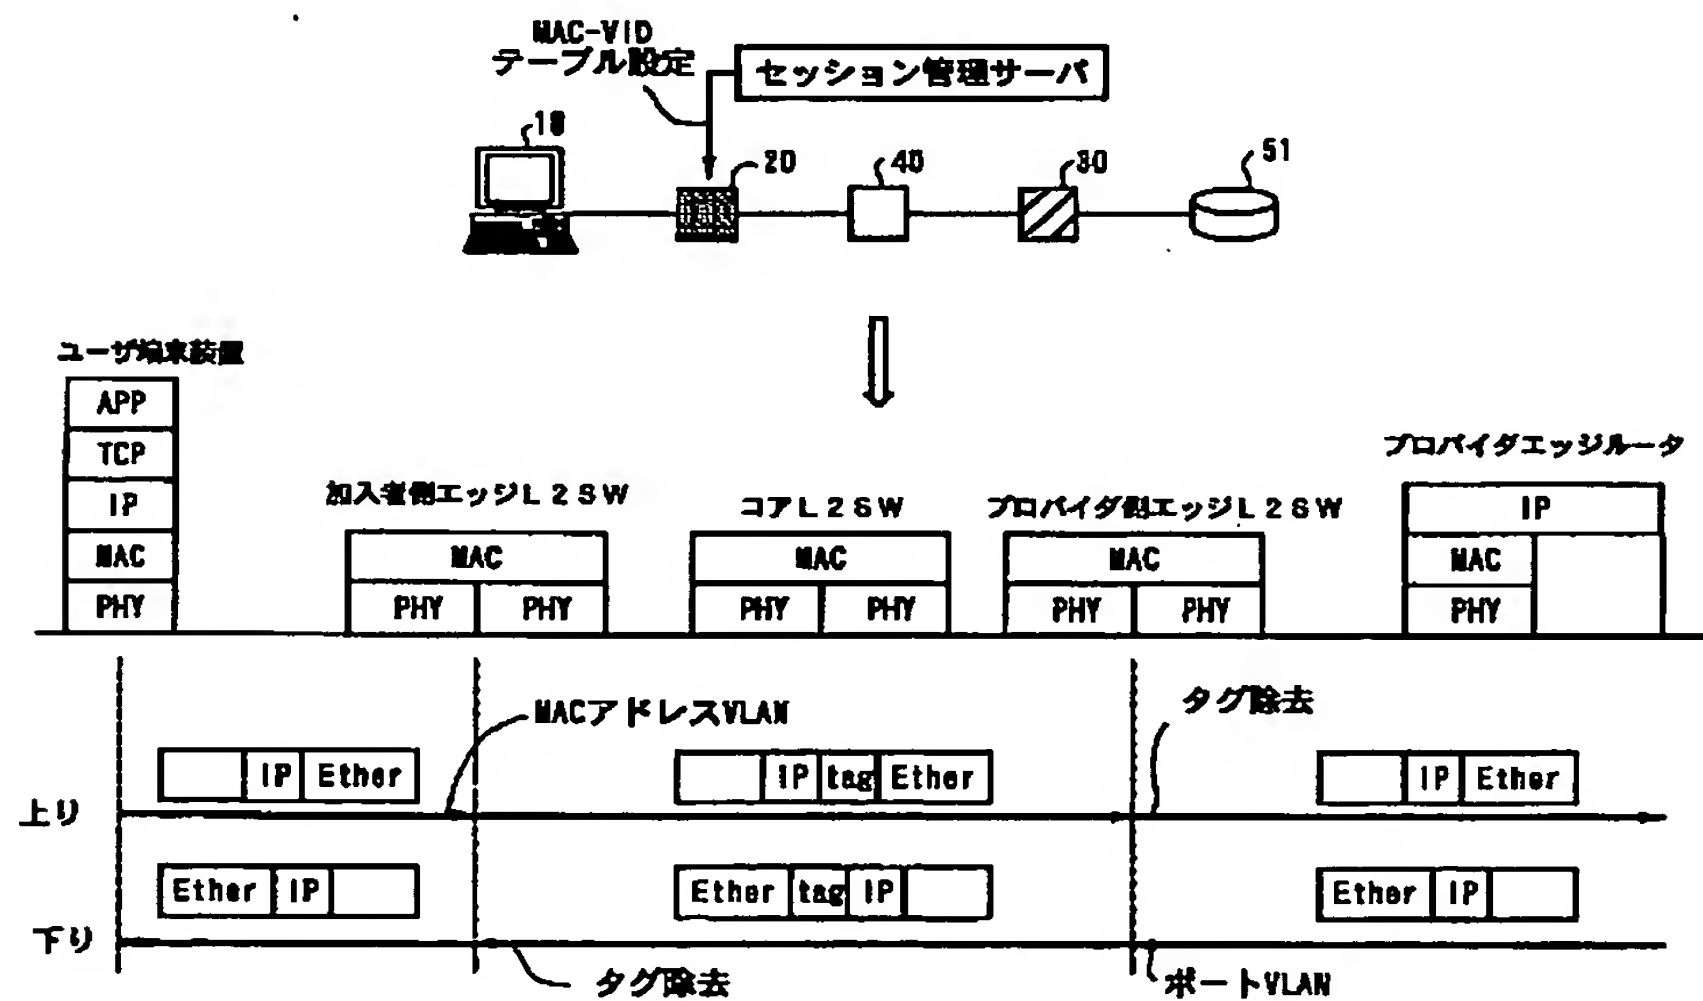 MAC-VID
テーブル設定
セッション管理サーバ
10
20
40
30
51
ユーザ端末装置
APP
TCP
IP
MAC
PHY
加入者側エッジL2SW
MAC
PHY PHY
コアL2SW
MAC
PHY PHY
プロバイダ側エッジL2SW
MAC
PHY PHY
プロバイダエッジルータ
IP
MAC
PHY
MACアドレスVLAN
タグ除去
上り
IP Ether
IP tag Ether
IP Ether
下り
Ether IP
Ether tag IP
Ether IP
タグ除去
ポートVLAN